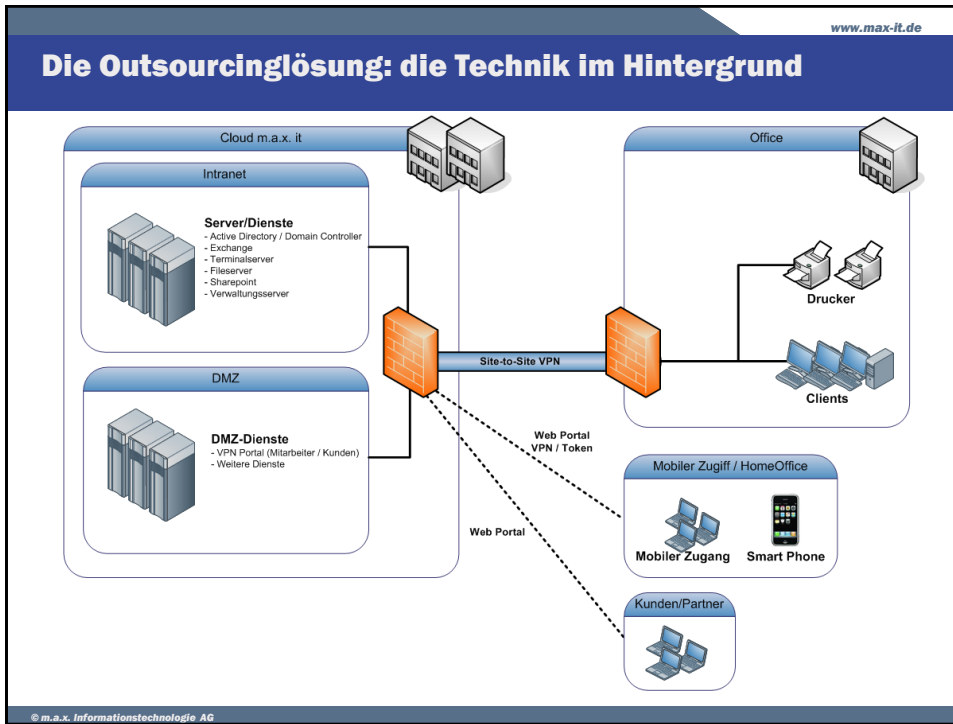 www.max-it.de
Die Outsourcinglösung: die Technik im Hintergrund
Cloud m.a.x. it
Intranet
Server/Dienste
- Active Directory / Domain Controller
- Exchange
- Terminalserver
- Fileserver
- Sharepoint
- Verwaltungsserver
DMZ
DMZ-Dienste
- VPN Portal (Mitarbeiter / Kunden)
- Weitere Dienste
Site-to-Site VPN
Office
Drucker
Clients
Web Portal
VPN / Token
Web Portal
Mobiler Zugiff / HomeOffice
Mobiler Zugang
Smart Phone
Kunden/Partner
© m.a.x. Informationstechnologie AG